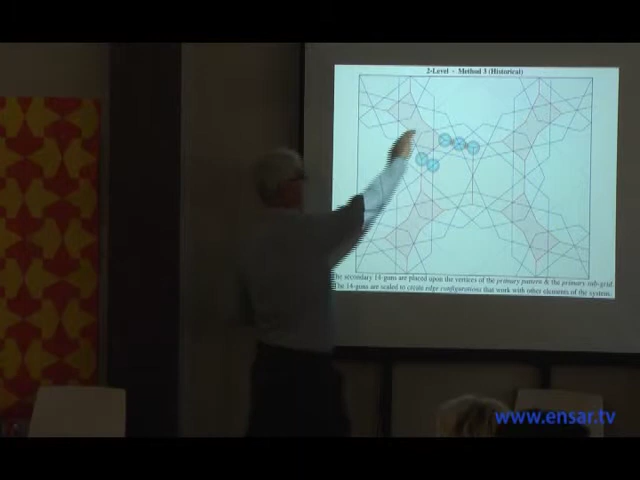 2-Level - Method 3 (Historical)
The secondary 14-gons are placed upon the vertices of the primary pattern & the primary sub-grid.
The 14-gons are scaled to create edge configurations that work with other elements of the system.
www.ensar.tv